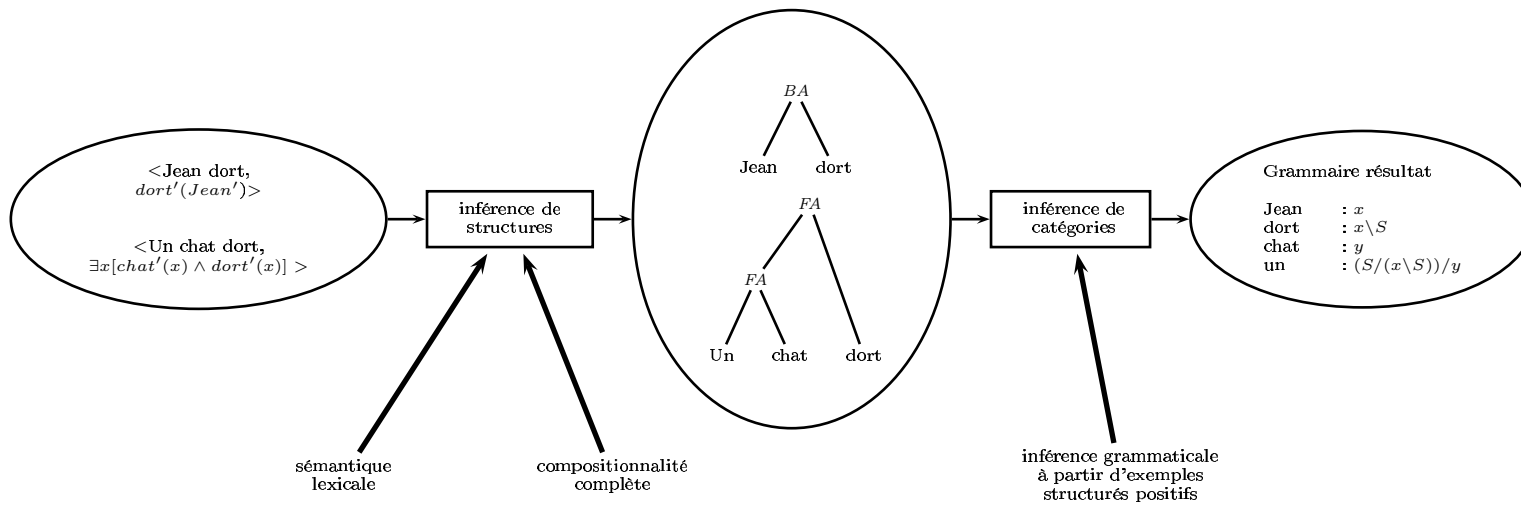 <Jean dort,
dort′(Jean′)>
<Un chat dort,
∃x[chat′(x) ∧ dort′(x)] >
inférence de
structures
sémantique
lexicale
compositionnalité
complète
BA
Jean dort
FA
FA
Un chat dort
inférence de
catégories
inférence grammaticale
à partir d'exemples
structurés positifs
Grammaire résultat
Jean : x
dort : x\S
chat : y
un : (S/(x\S))/y